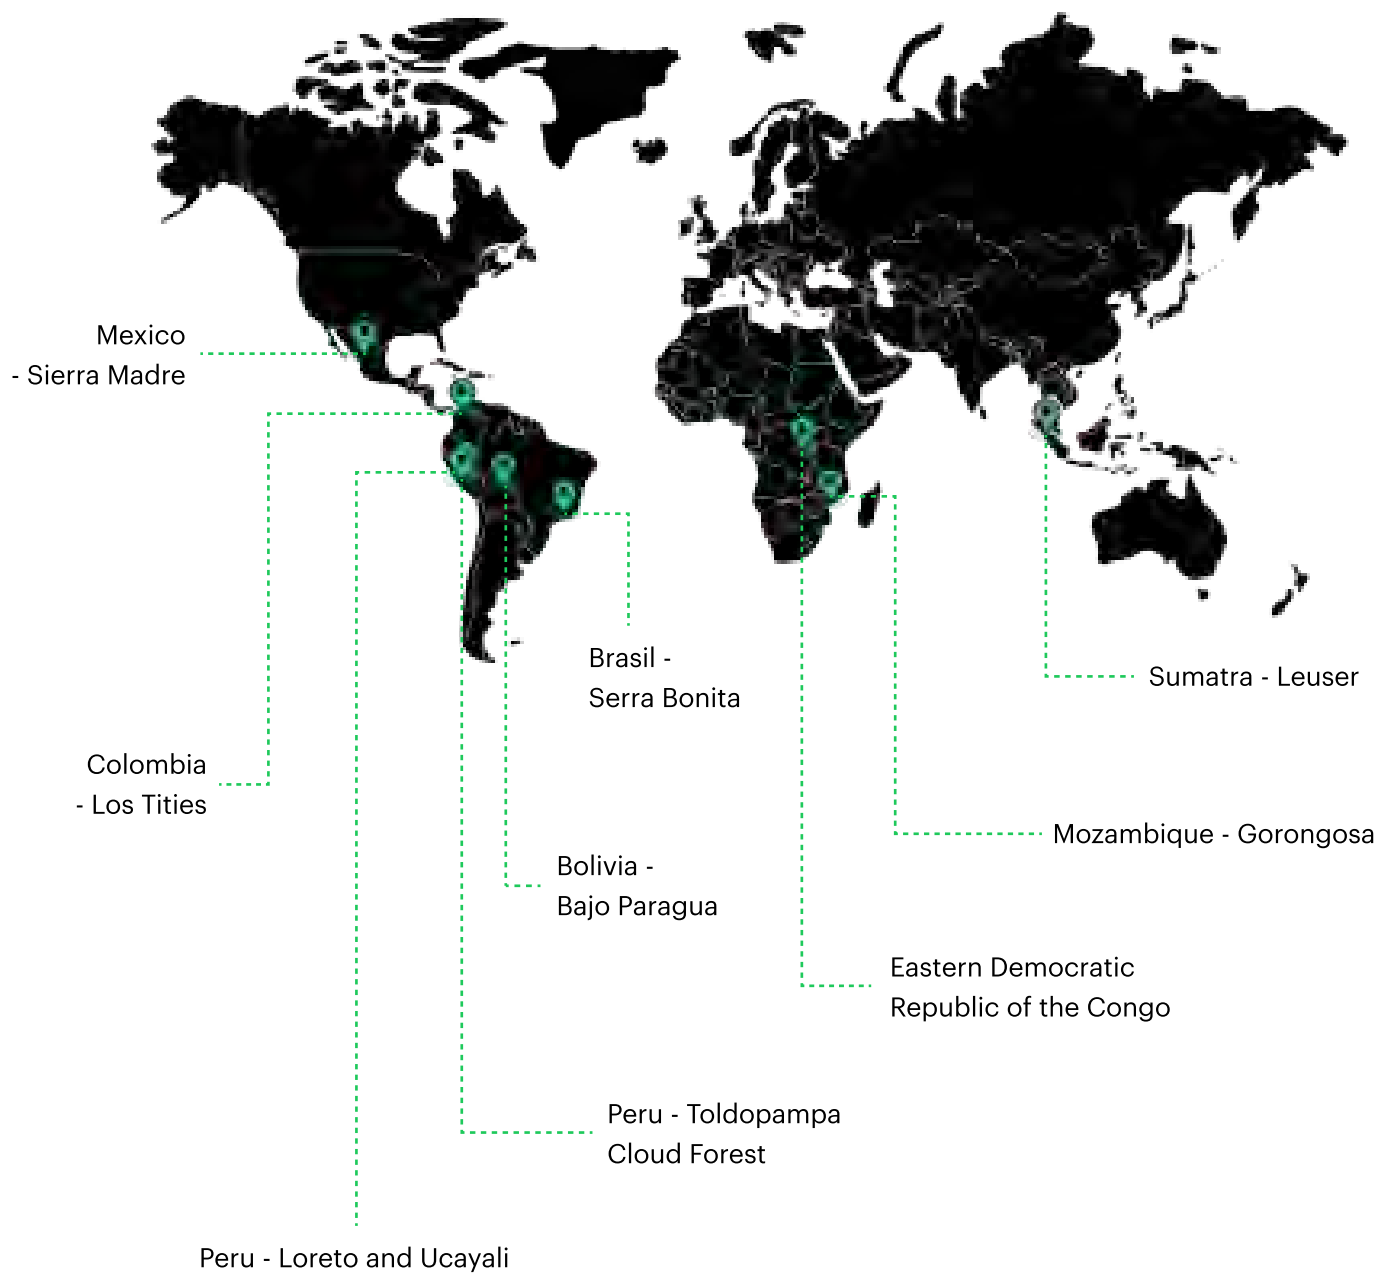 Mexico
- Sierra Madre
Brasil -
Serra Bonita
Sumatra - Leuser
Colombia
- Los Tities
Mozambique - Gorongosa
Bolivia -
Bajo Paragua
Eastern Democratic
Republic of the Congo
Peru - Toldopampa
Cloud Forest
Peru - Loreto and Ucayali